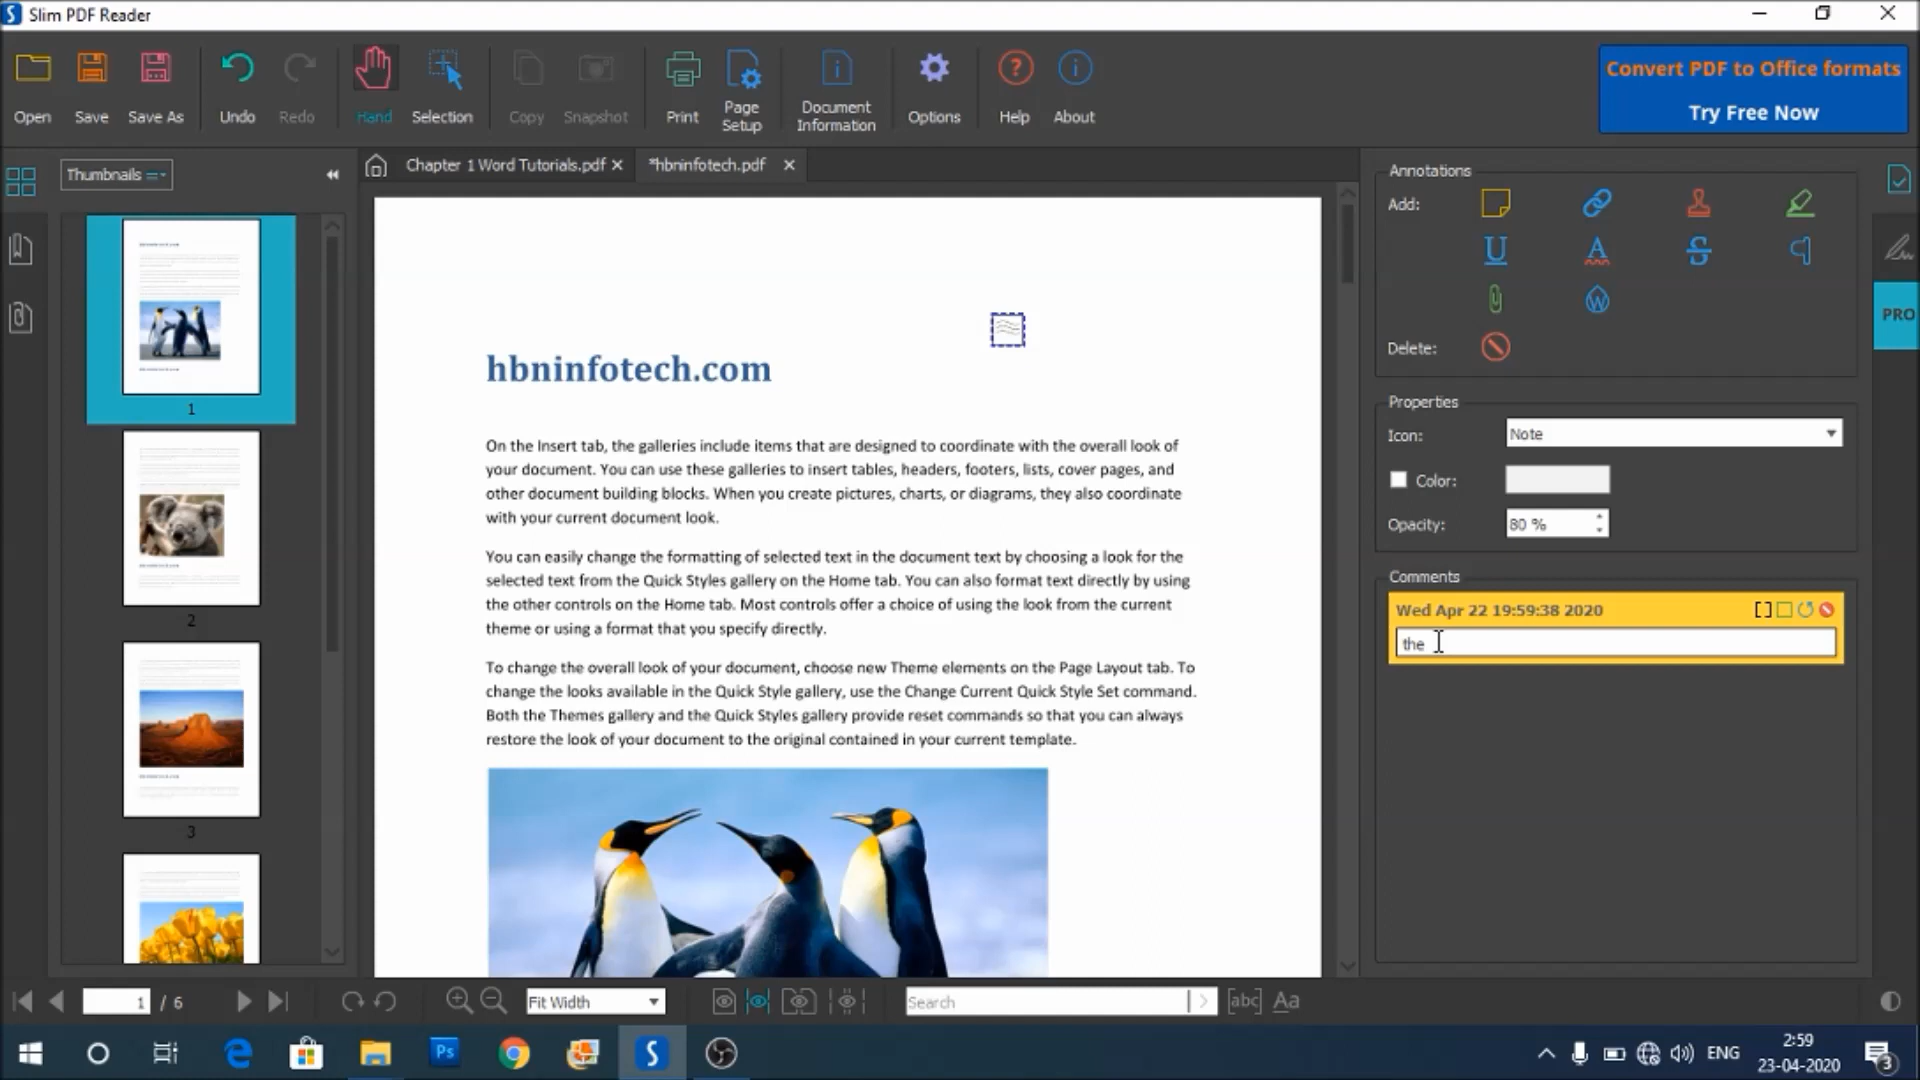 Slim PDF Reader
Open
Save
Save As
Undo
Redo
Hand
Selection
Copy
Snapshot
Print
Page Setup
Document Information
Options
Help
About
Convert PDF to Office formats
Try Free Now
Thumbnails
Chapter 1 Word Tutorials.pdf
*hbninfotech.pdf
1
2
3
hbninfotech.com
On the Insert tab, the galleries include items that are designed to coordinate with the overall look of
your document. You can use these galleries to insert tables, headers, footers, lists, cover pages, and
other document building blocks. When you create pictures, charts, or diagrams, they also coordinate
with your current document look.
You can easily change the formatting of selected text in the document text by choosing a look for the
selected text from the Quick Styles gallery on the Home tab. You can also format text directly by using
the other controls on the Home tab. Most controls offer a choice of using the look from the current
theme or using a format that you specify directly.
To change the overall look of your document, choose new Theme elements on the Page Layout tab. To
change the looks available in the Quick Style gallery, use the Change Current Quick Style Set command.
Both the Themes gallery and the Quick Styles gallery provide reset commands so that you can always
restore the look of your document to the original contained in your current template.
Annotations
Add:
Delete:
PRO
Properties
Icon: Note
Color:
Opacity: 80 %
Comments
Wed Apr 22 19:59:38 2020
the
1 / 6
Fit Width
Search
[abc]
Aa
Ps
ENG
2:59
23-04-2020
3